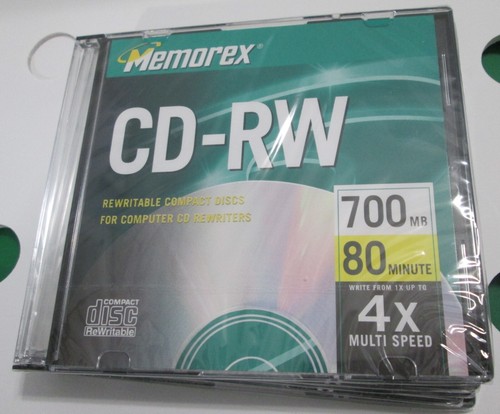 Memorex®
CD-RW
REWRITABLE COMPACT DISCS
FOR COMPUTER CD REWRITERS
700 MB
80 MINUTE
WRITE FROM 1X UP TO
4X
MULTI SPEED
COMPACT
disc
ReWritable